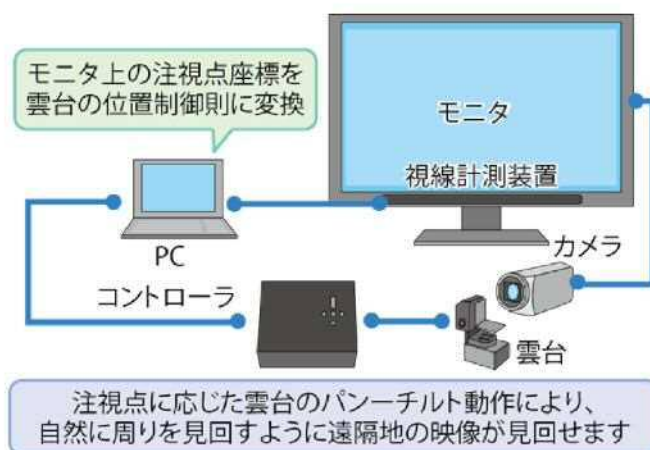 モニタ上の注視点座標を
雲台の位置制御則に変換
モニタ
視線計測装置
PC
カメラ
コントローラ
雲台
注視点に応じた雲台のパンーチルト動作により、
自然に周りを見回すように遠隔地の映像が見回せます